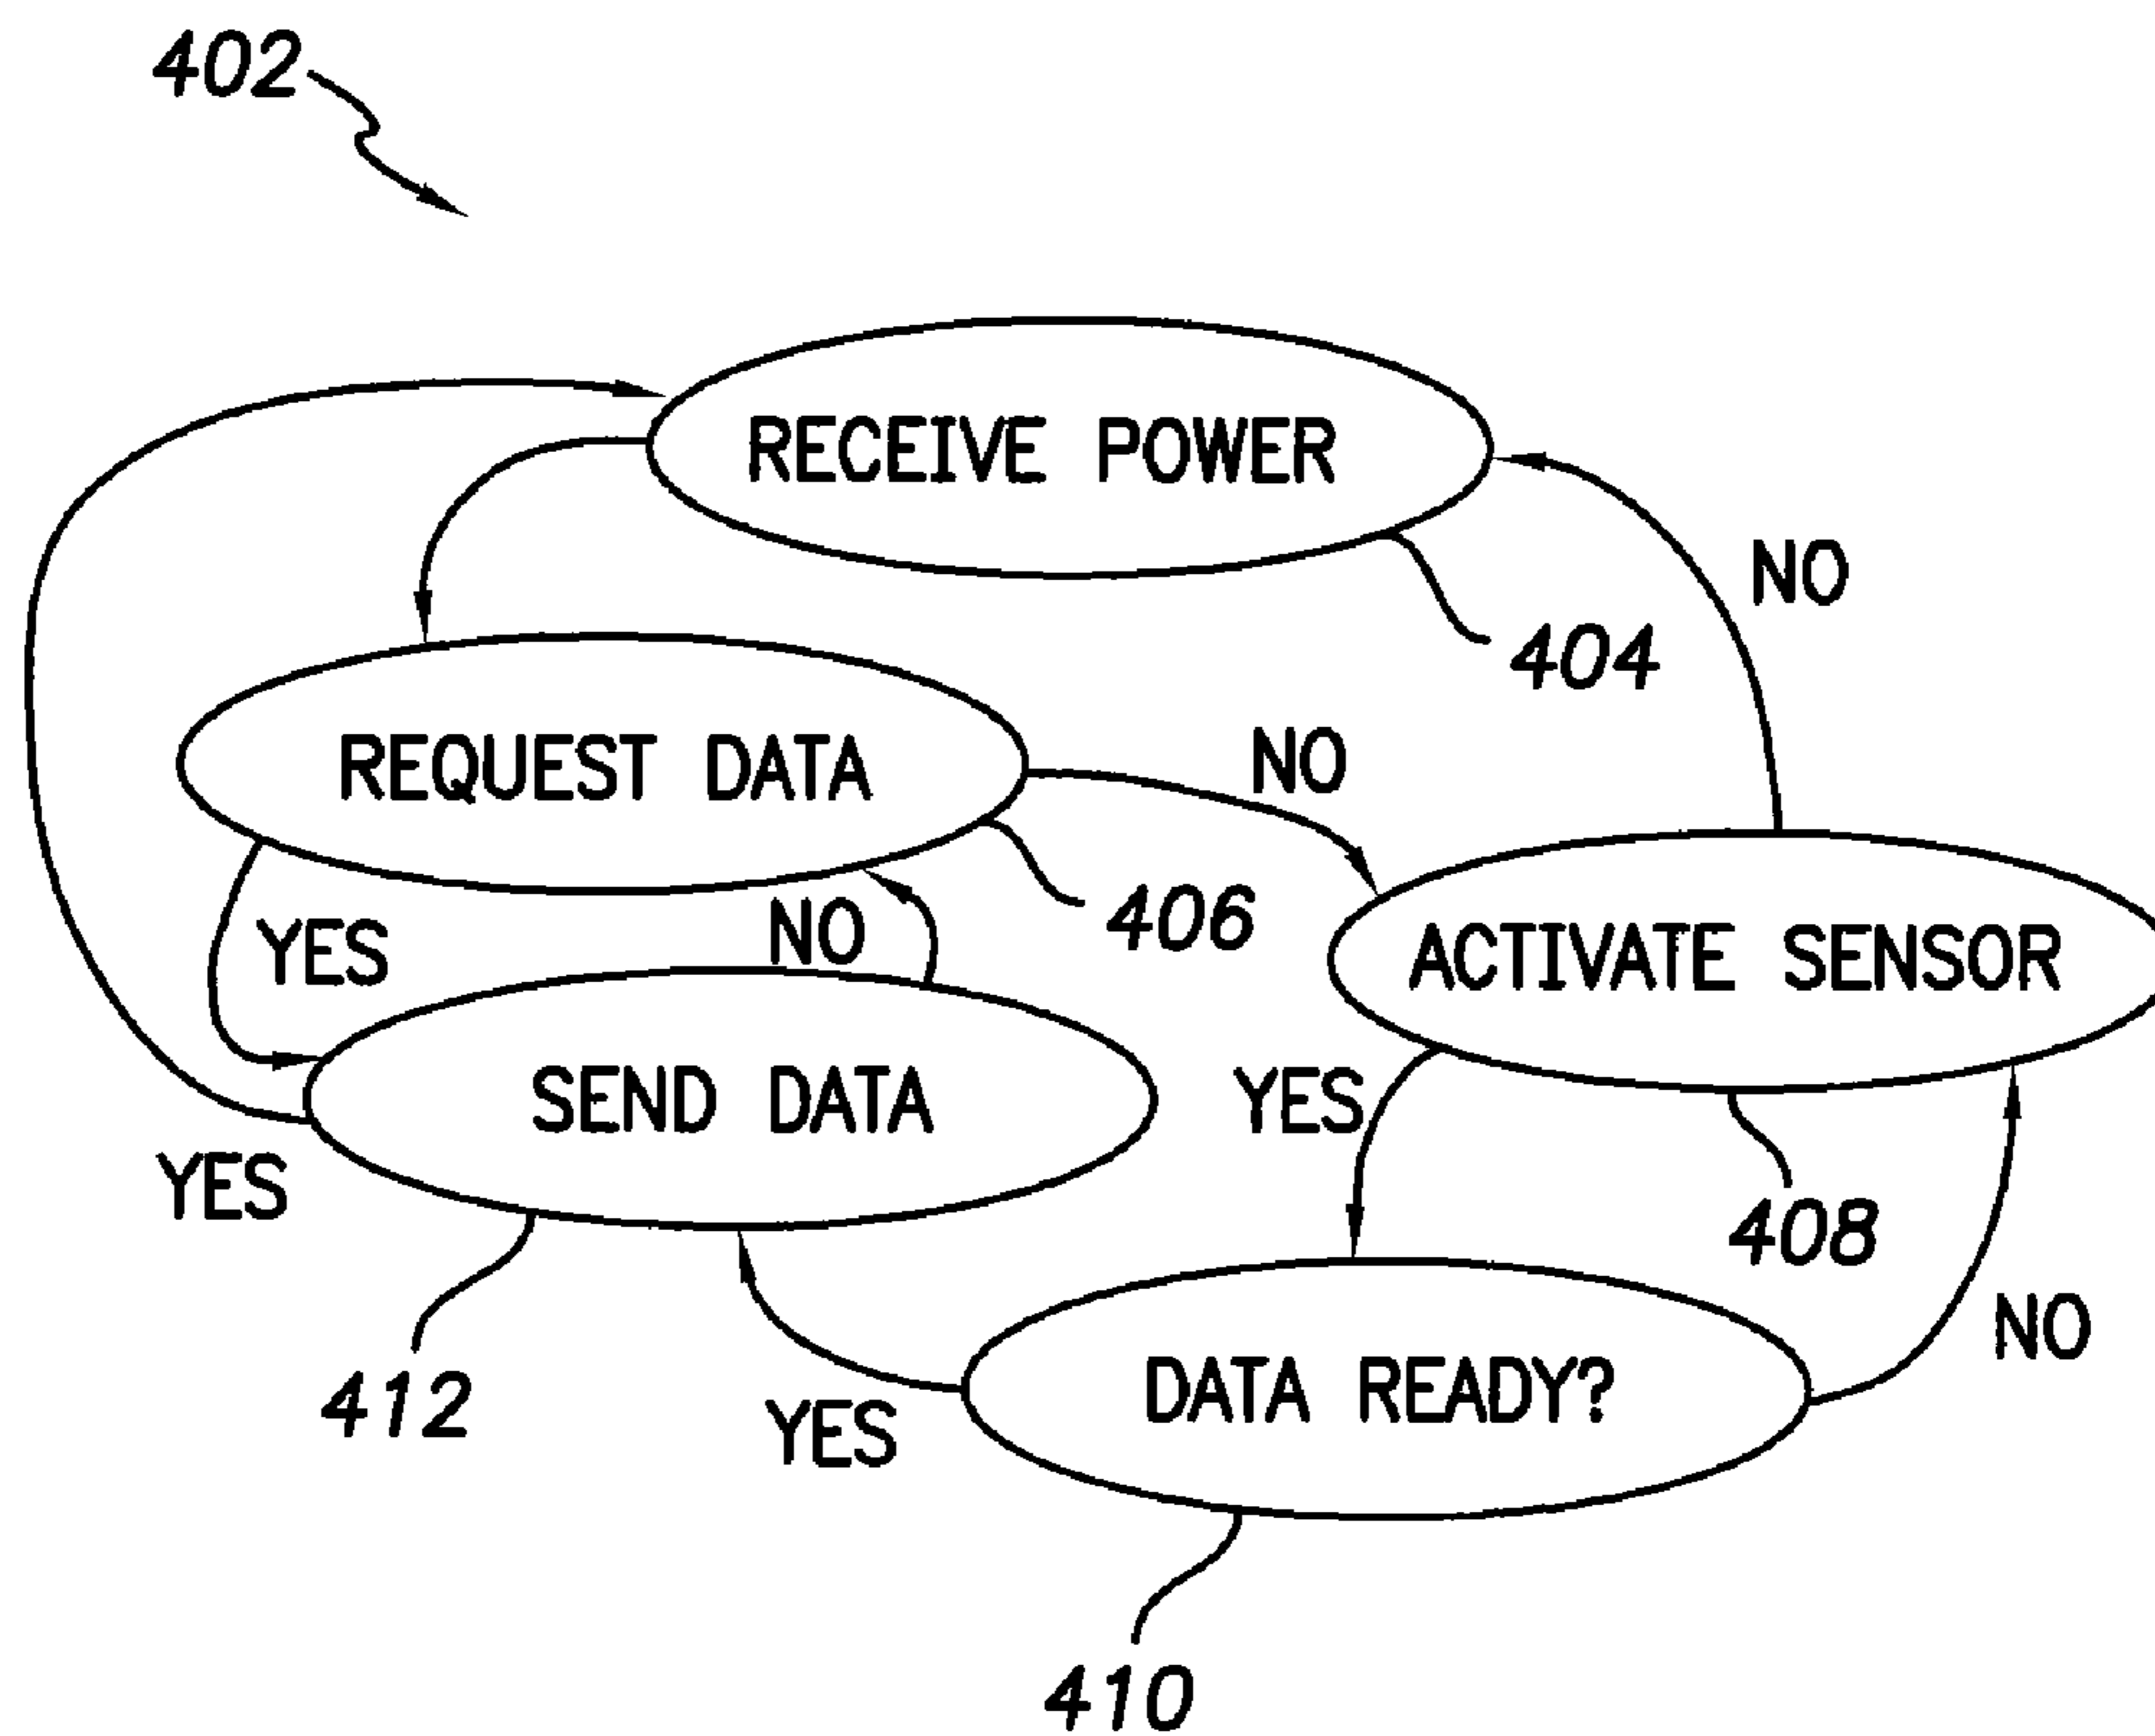 402
RECEIVE POWER
NO
404
REQUEST DATA
NO
406
YES
NO
ACTIVATE SENSOR
SEND DATA
YES
YES
408
NO
412
YES
DATA READY?
410